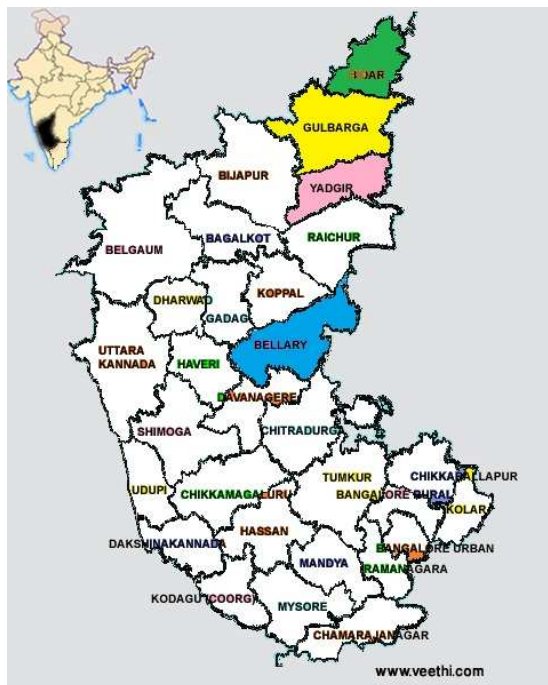 BIDAR
GULBARGA
BIJAPUR
YADGIR
BELGAUM
BAGALKOT
RAICHUR
DHARWAD
KOPPAL
GADAG
BELLARY
UTTARA
KANNADA
HAVERI
DAVANAGERE
SHIMOGA
CHITRADURGA
CHIKKABALLAPUR
TUMKUR
UDUPI
CHIKKAMAGALURU
BANGALORE RURAL
KOLAR
HASSAN
DAKSHINAKANNADA
BANGALORE URBAN
MANDYA
RAMANAGARA
KODAGU (COORG)
MYSORE
CHAMARAJANAGAR
www.veethi.com